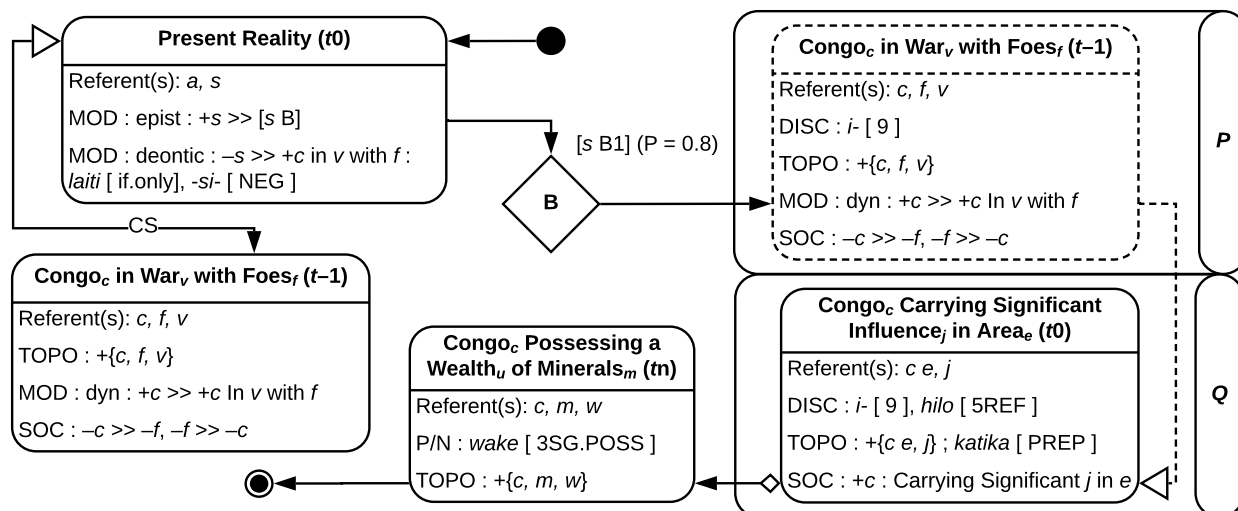 Present Reality (t0)
Referent(s): a, s
MOD : epist : +s >> [s B]
MOD : deontic : –s >> +c in v with f :
laiti [ if.only], -si- [ NEG ]
CS
Congoc in Warv with Foesf (t–1)
Referent(s): c, f, v
TOPO : +{c, f, v}
MOD : dyn : +c >> +c In v with f
SOC : –c >> –f, –f >> –c
B
[s B1] (P = 0.8)
Congoc in Warv with Foesf (t–1)
Referent(s): c, f, v
DISC : i- [ 9 ]
TOPO : +{c, f, v}
MOD : dyn : +c >> +c In v with f
SOC : –c >> –f, –f >> –c
P
Congoc Carrying Significant
Influencej in Areae (t0)
Referent(s): c e, j
DISC : i- [ 9 ], hilo [ 5REF ]
TOPO : +{c e, j} ; katika [ PREP ]
SOC : +c : Carrying Significant j in e
Q
Congoc Possessing a
Wealthu of Mineralsm (tn)
Referent(s): c, m, w
P/N : wake [ 3SG.POSS ]
TOPO : +{c, m, w}